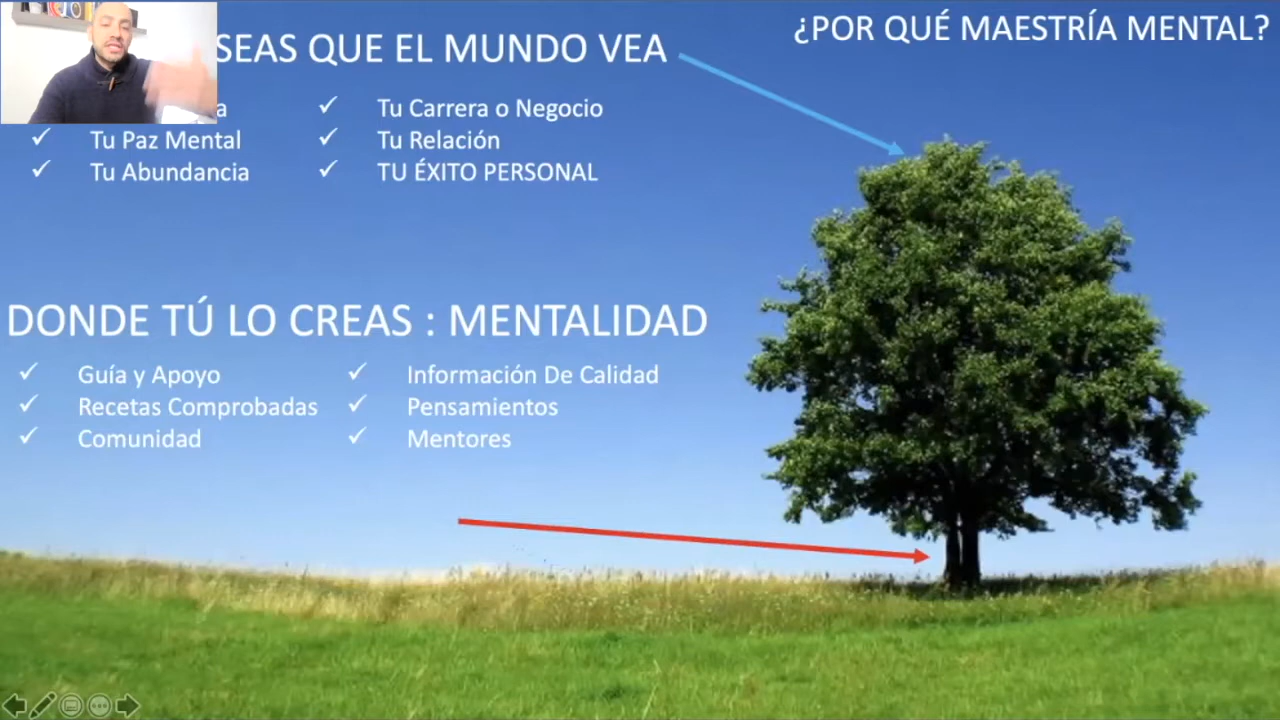 ¿POR QUÉ MAESTRÍA MENTAL?
SEAS QUE EL MUNDO VEA
Tu Carrera o Negocio
Tu Paz Mental
Tu Relación
Tu Abundancia
TU ÉXITO PERSONAL
DONDE TÚ LO CREAS : MENTALIDAD
Guía y Apoyo
Información De Calidad
Recetas Comprobadas
Pensamientos
Comunidad
Mentores